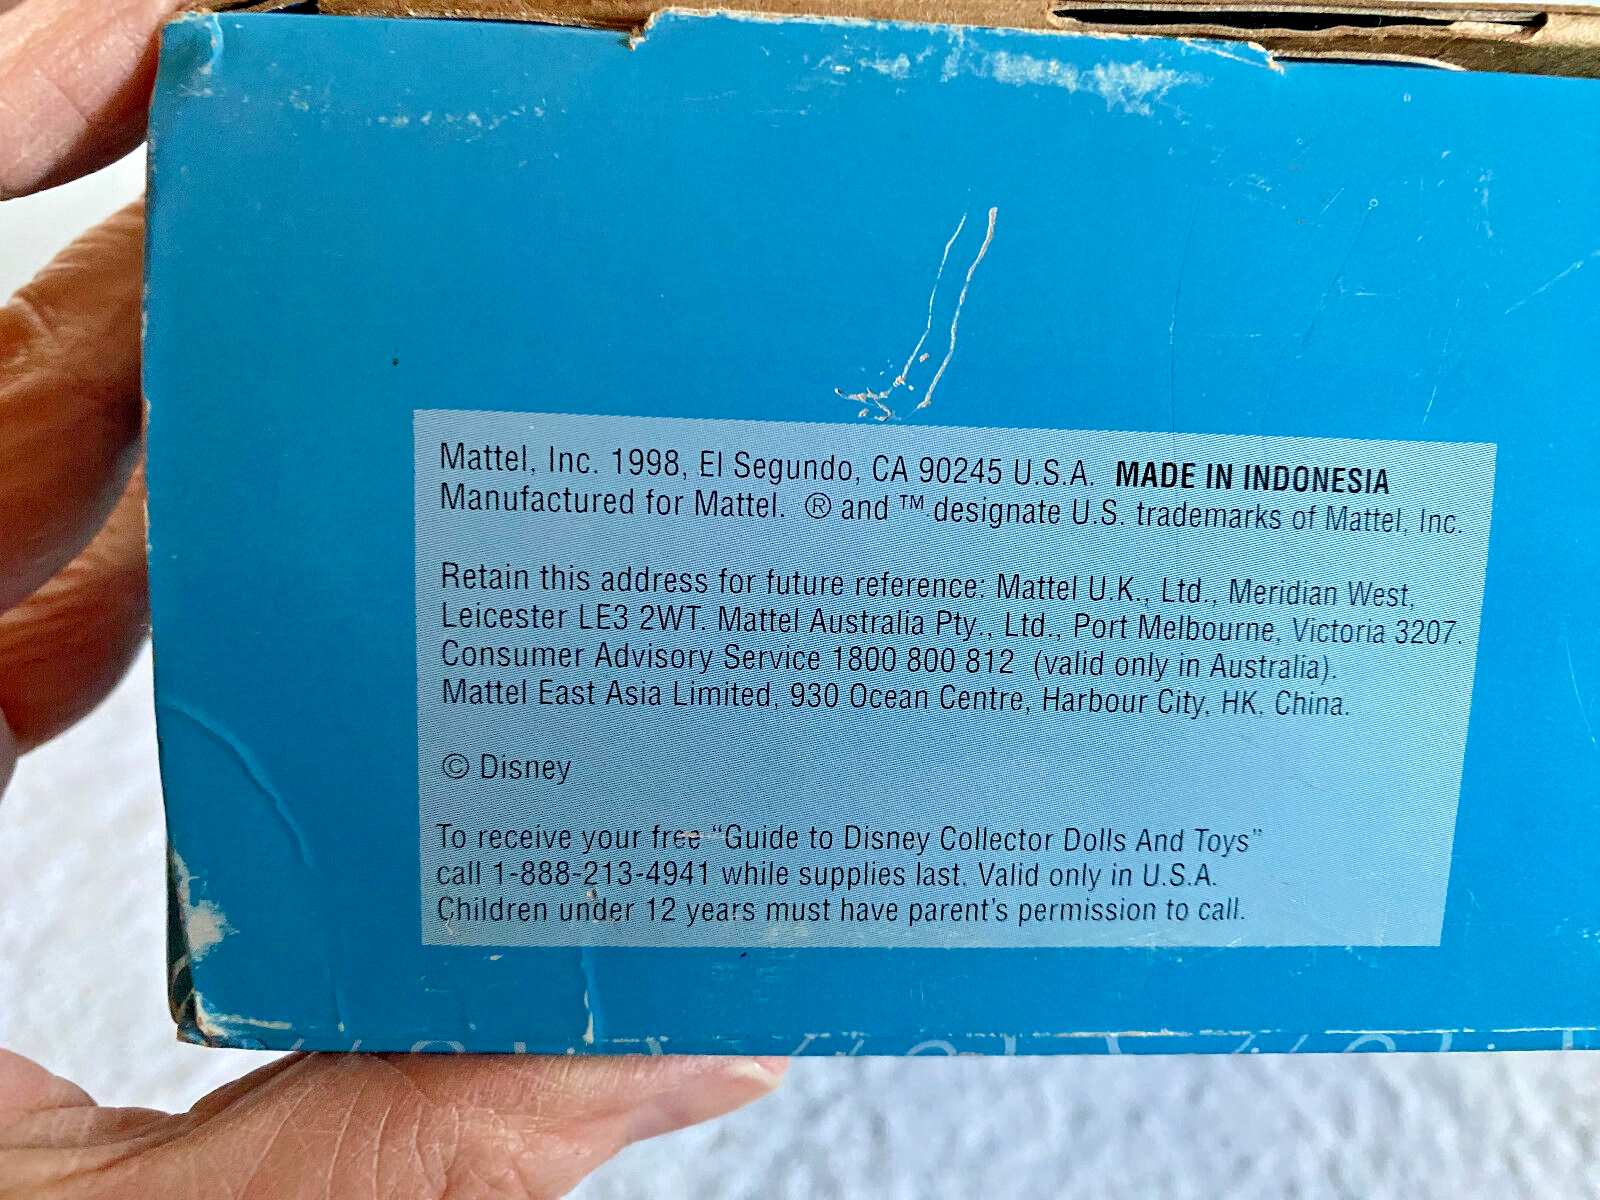 Mattel, Inc. 1998, El Segundo, CA 90245 U.S.A. MADE IN INDONESIA
Manufactured for Mattel. ® and ™ designate U.S. trademarks of Mattel, Inc.
Retain this address for future reference: Mattel U.K., Ltd., Meridian West,
Leicester LE3 2WT. Mattel Australia Pty., Ltd., Port Melbourne, Victoria 3207.
Consumer Advisory Service 1800 800 812 (valid only in Australia).
Mattel East Asia Limited, 930 Ocean Centre, Harbour City, HK, China.
© Disney
To receive your free “Guide to Disney Collector Dolls And Toys”
call 1-888-213-4941 while supplies last. Valid only in U.S.A.
Children under 12 years must have parent's permission to call.